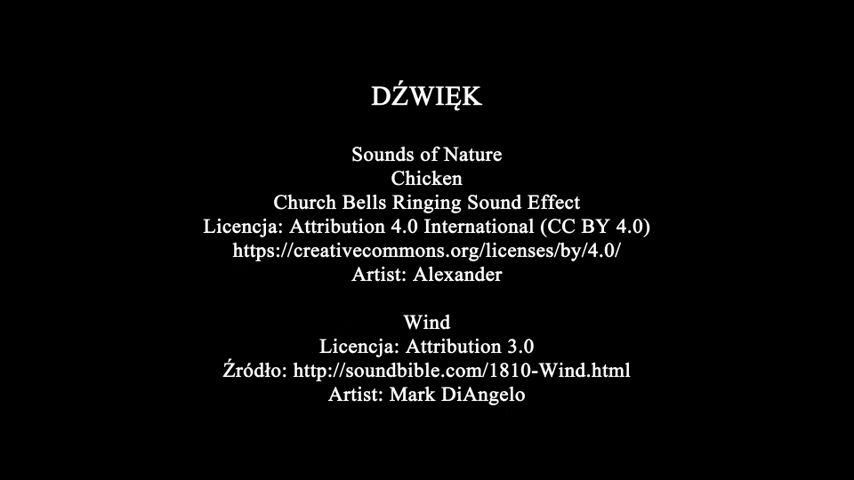 DŹWIĘK
Sounds of Nature
Chicken
Church Bells Ringing Sound Effect
Licencja: Attribution 4.0 International (CC BY 4.0)
https://creativecommons.org/licenses/by/4.0/
Artist: Alexander
Wind
Licencja: Attribution 3.0
Źródło: http://soundbible.com/1810-Wind.html
Artist: Mark DiAngelo